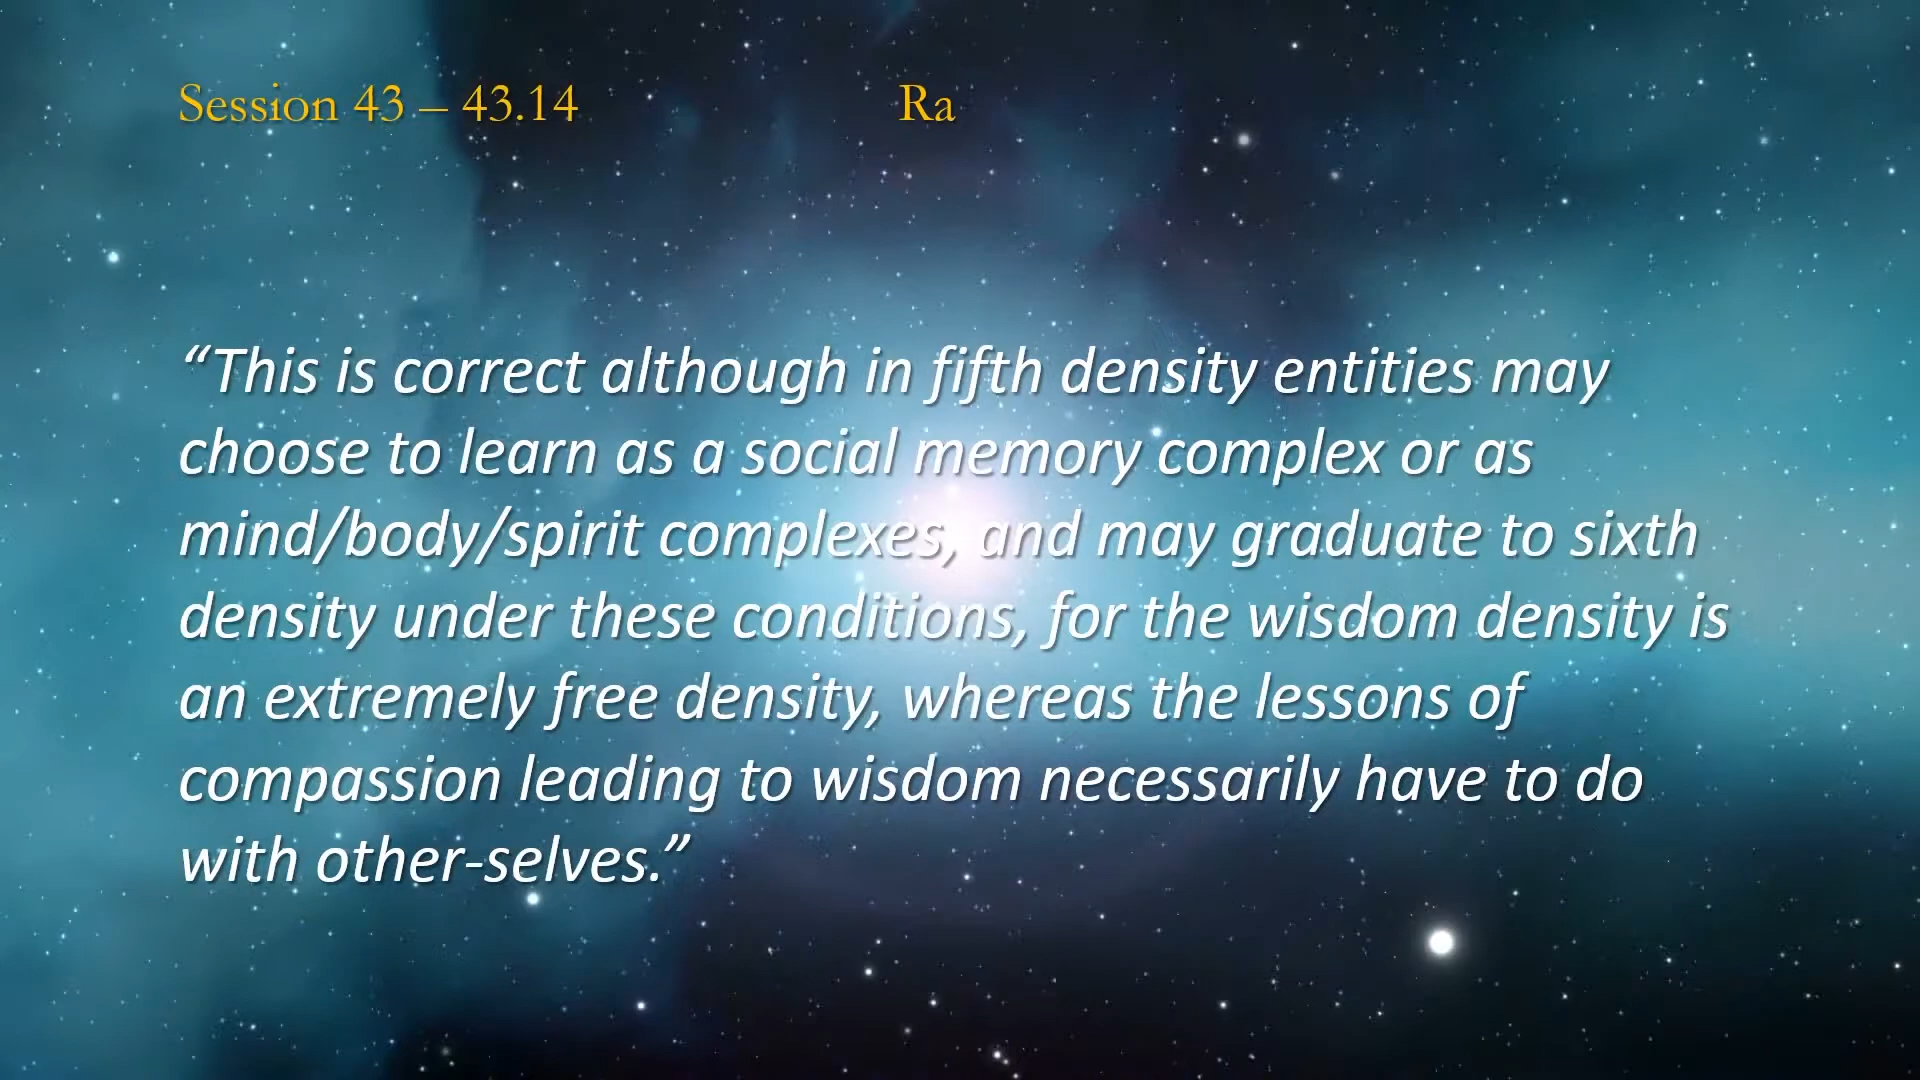 Session 43 – 43.14 Ra
“This is correct although in fifth density entities may
choose to learn as a social memory complex or as
mind/body/spirit complexes, and may graduate to sixth
density under these conditions, for the wisdom density is
an extremely free density, whereas the lessons of
compassion leading to wisdom necessarily have to do
with other-selves.”